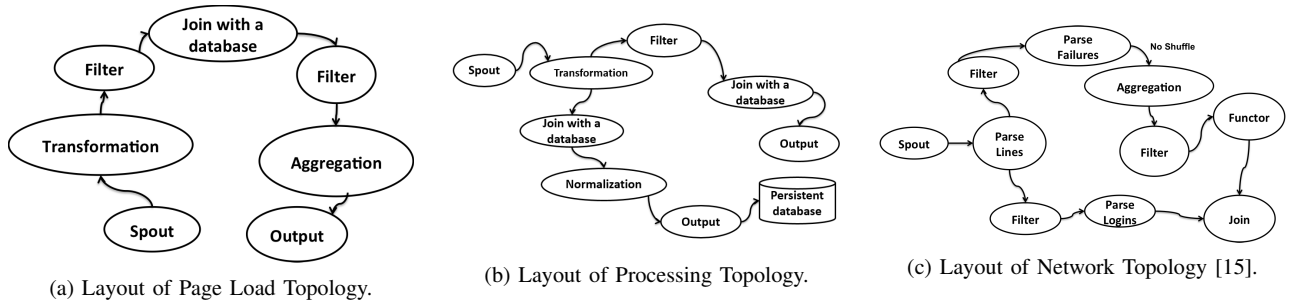 Join with a
database
Filter
Filter
Transformation
Aggregation
Spout
Output
(a) Layout of Page Load Topology.
Spout
Filter
Transformation
Join with a
database
Join with a
database
Output
Normalization
Persistent
database
Output
(b) Layout of Processing Topology.
Parse
Failures
No Shuffle
Filter
Aggregation
Functor
Spout
Parse
Lines
Filter
Filter
Parse
Logins
Join
(c) Layout of Network Topology [15].